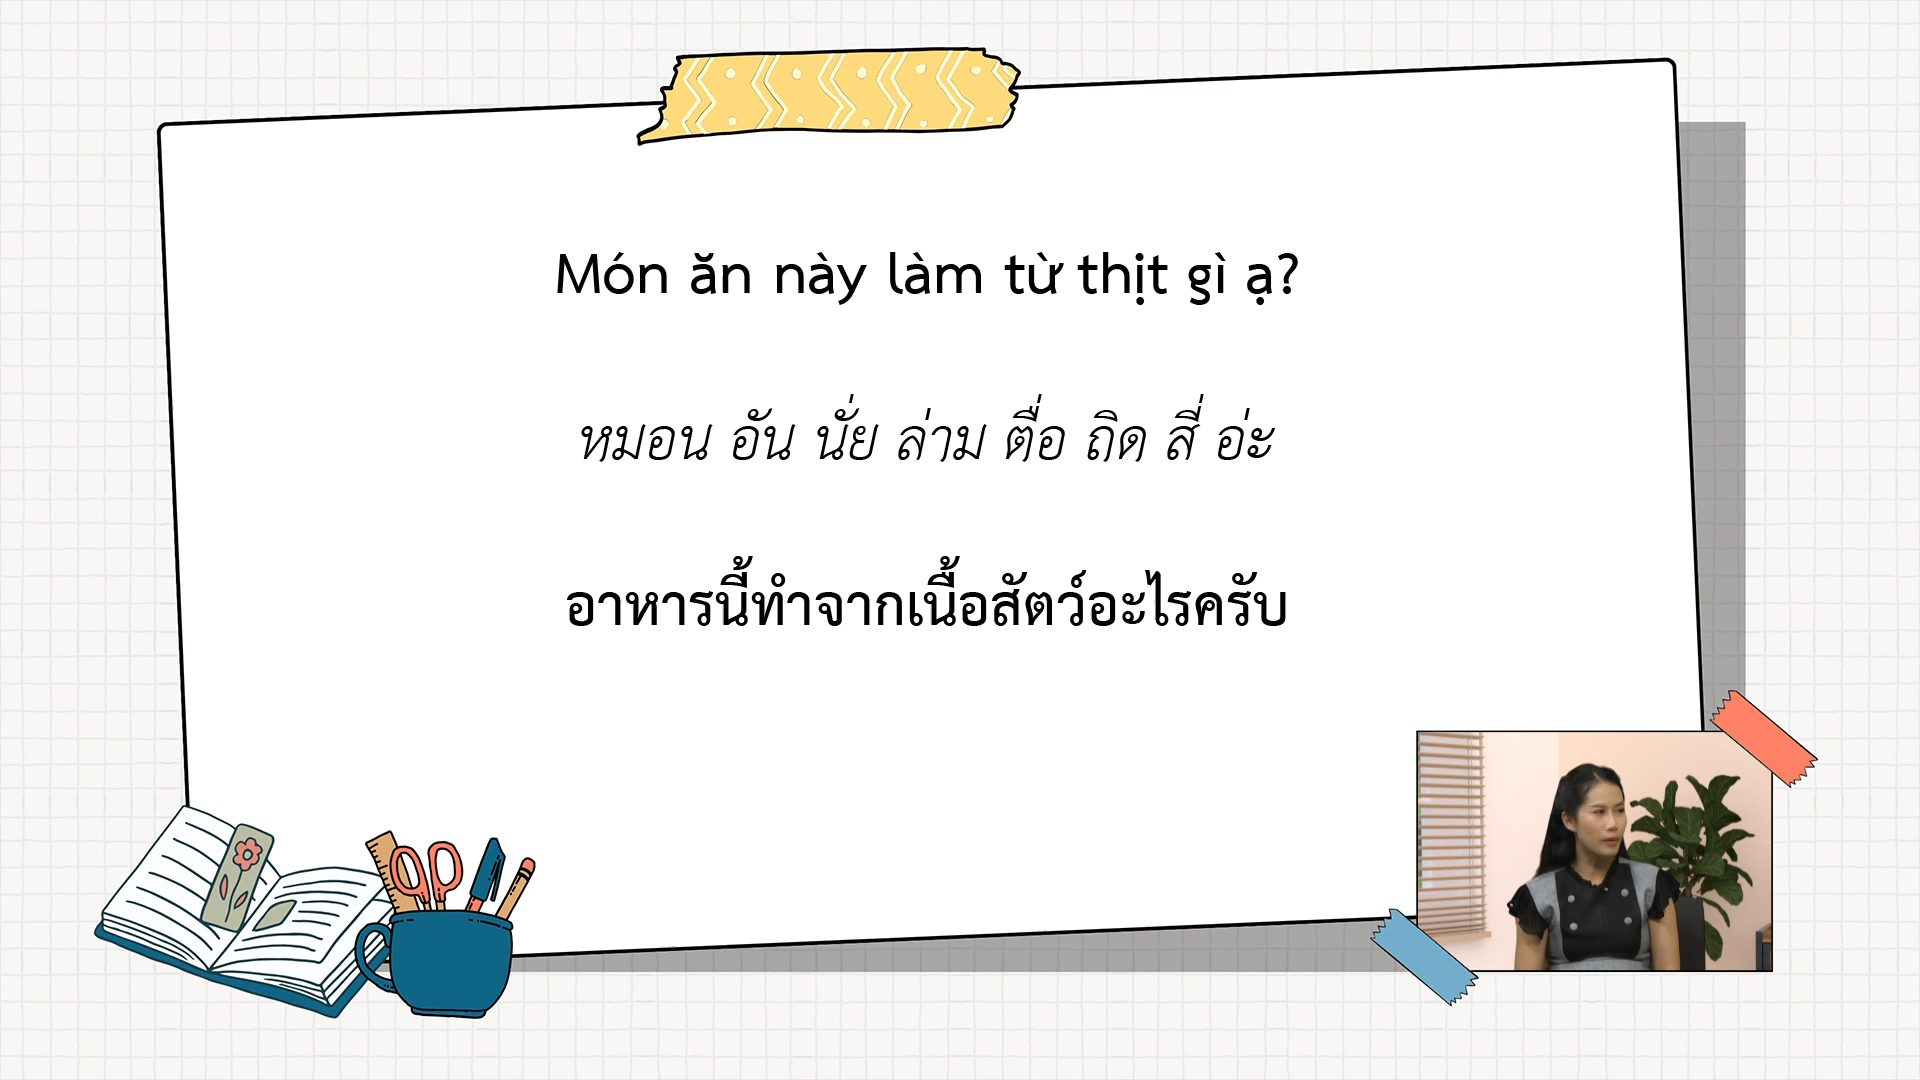 Món ăn này làm từ thịt gì ạ?
หมอน อัน นั่ย ล่าม ตื่อ ถิด สี่ อ่ะ
อาหารนี้ทำจากเนื้อสัตว์อะไรครับ